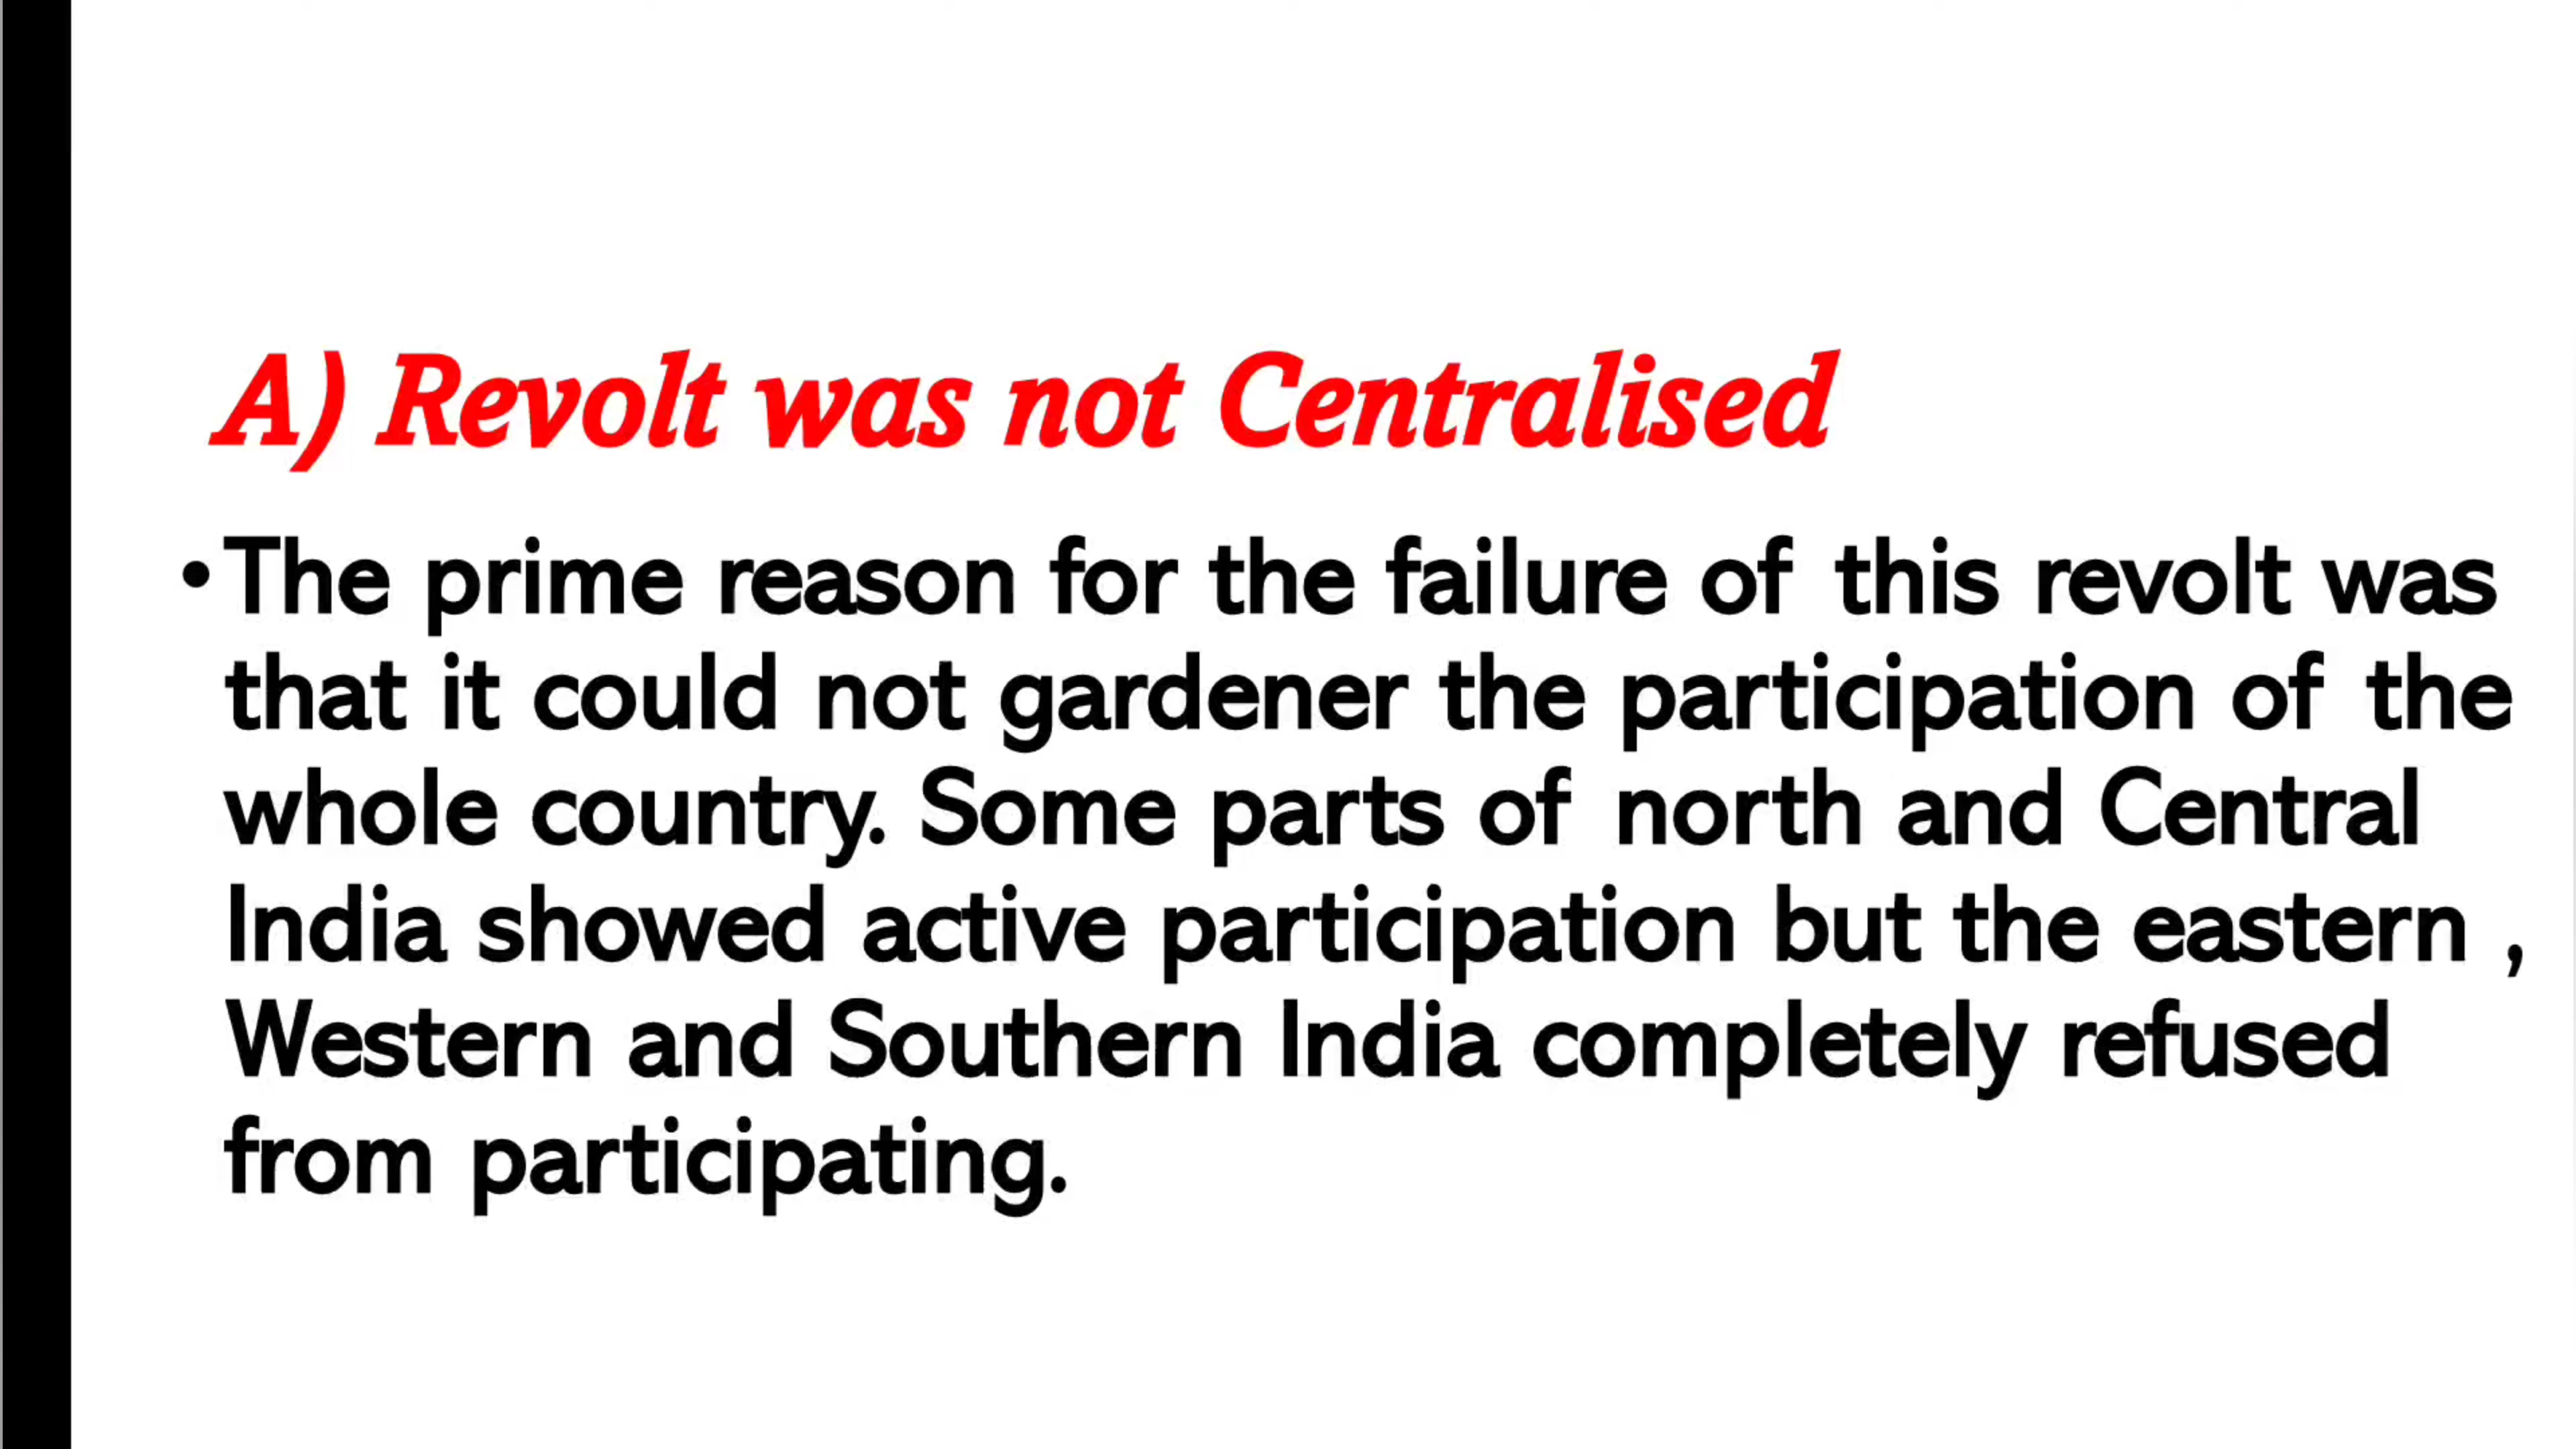 A) Revolt was not Centralised
•The prime reason for the failure of this revolt was
that it could not gardener the participation of the
whole country. Some parts of north and Central
India showed active participation but the eastern ,
Western and Southern India completely refused
from participating.